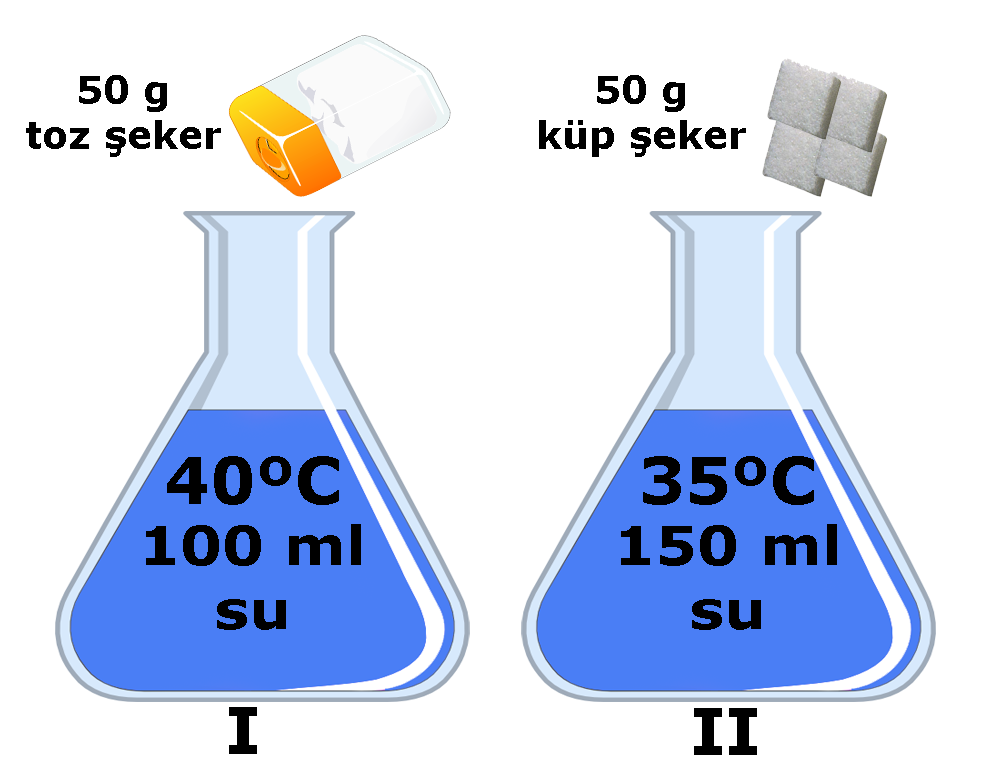 50 g
toz şeker
50 g
küp şeker
40ºC
100 ml
su
35ºC
150 ml
su
I
II